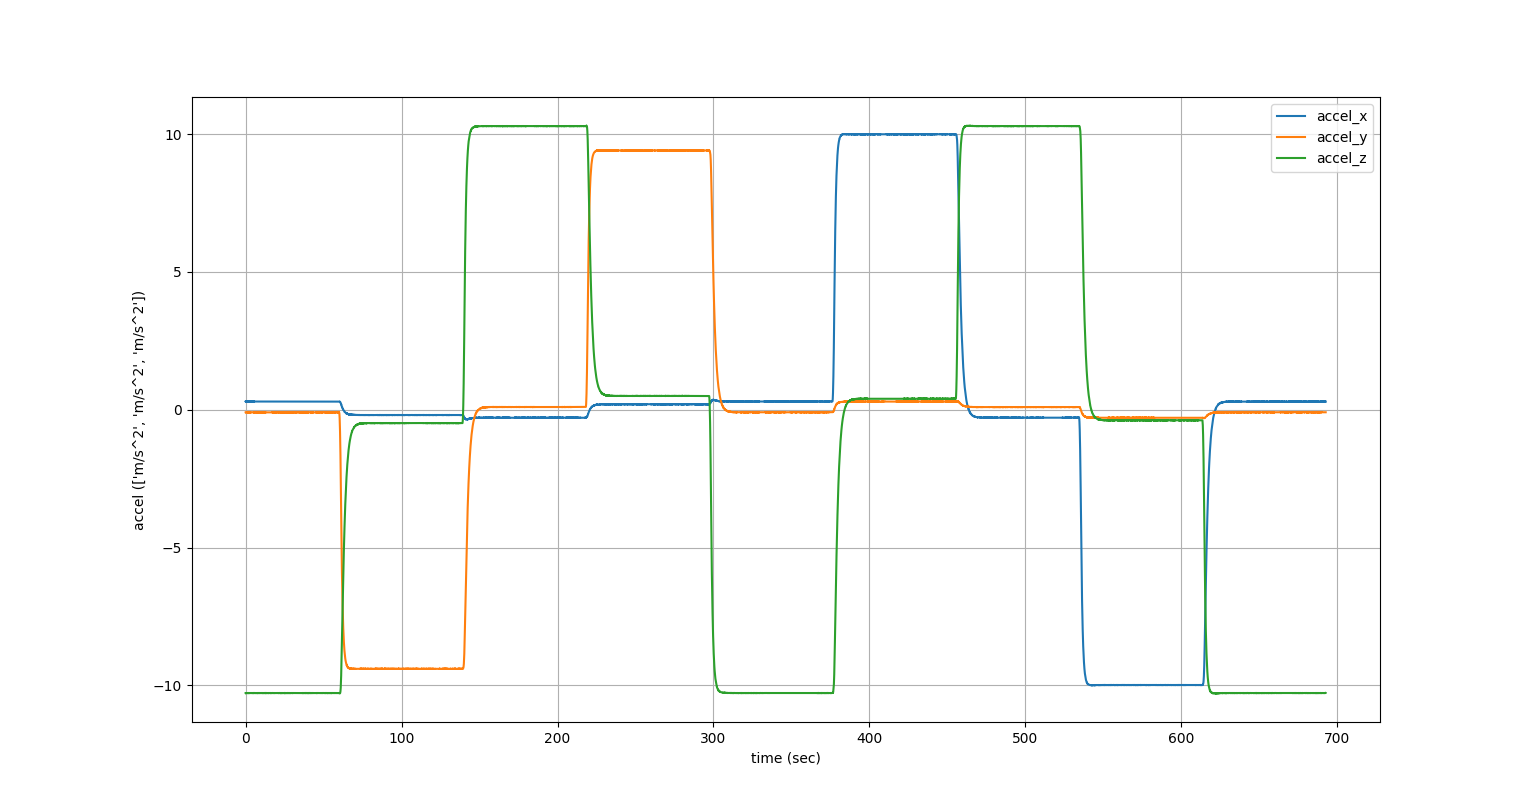 accel_x
accel_y
accel_z
10
5
0
−5
−10
accel (['m/s^2', 'm/s^2', 'm/s^2'])
0 100 200 300 400 500 600 700
time (sec)